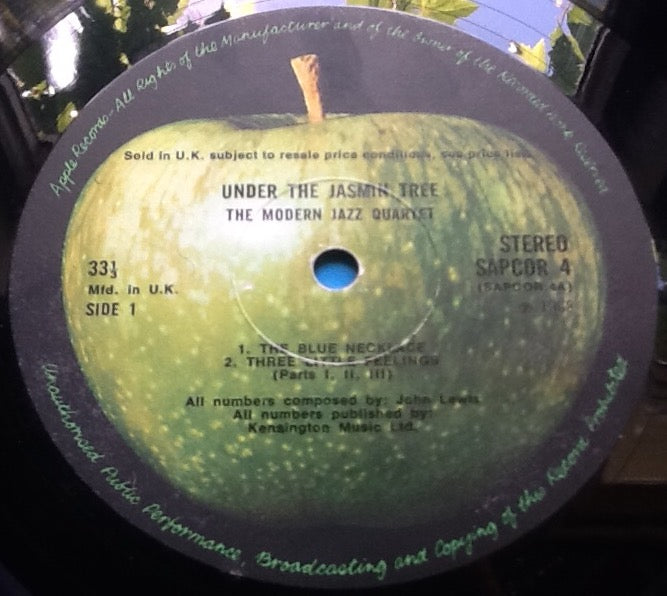 Apple Records-All Rights of the Manufacturer and of the Owner of the Recorded Work Reserved
Sold in U.K. subject to resale price conditions, see price lists
UNDER THE JASMIN TREE
THE MODERN JAZZ QUARTET
STEREO
33⅓
SAPCOR 4
Mfd. in U.K.
(SAPCOR 4A)
SIDE 1
℗ 1968
1. THE BLUE NECKLACE
2. THREE LITTLE FEELINGS
(Parts I, II, III)
All numbers composed by: John Lewis
All numbers published by:
Kensington Music Ltd.
Unauthorised Public Performance, Broadcasting and Copying of this Record Prohibited